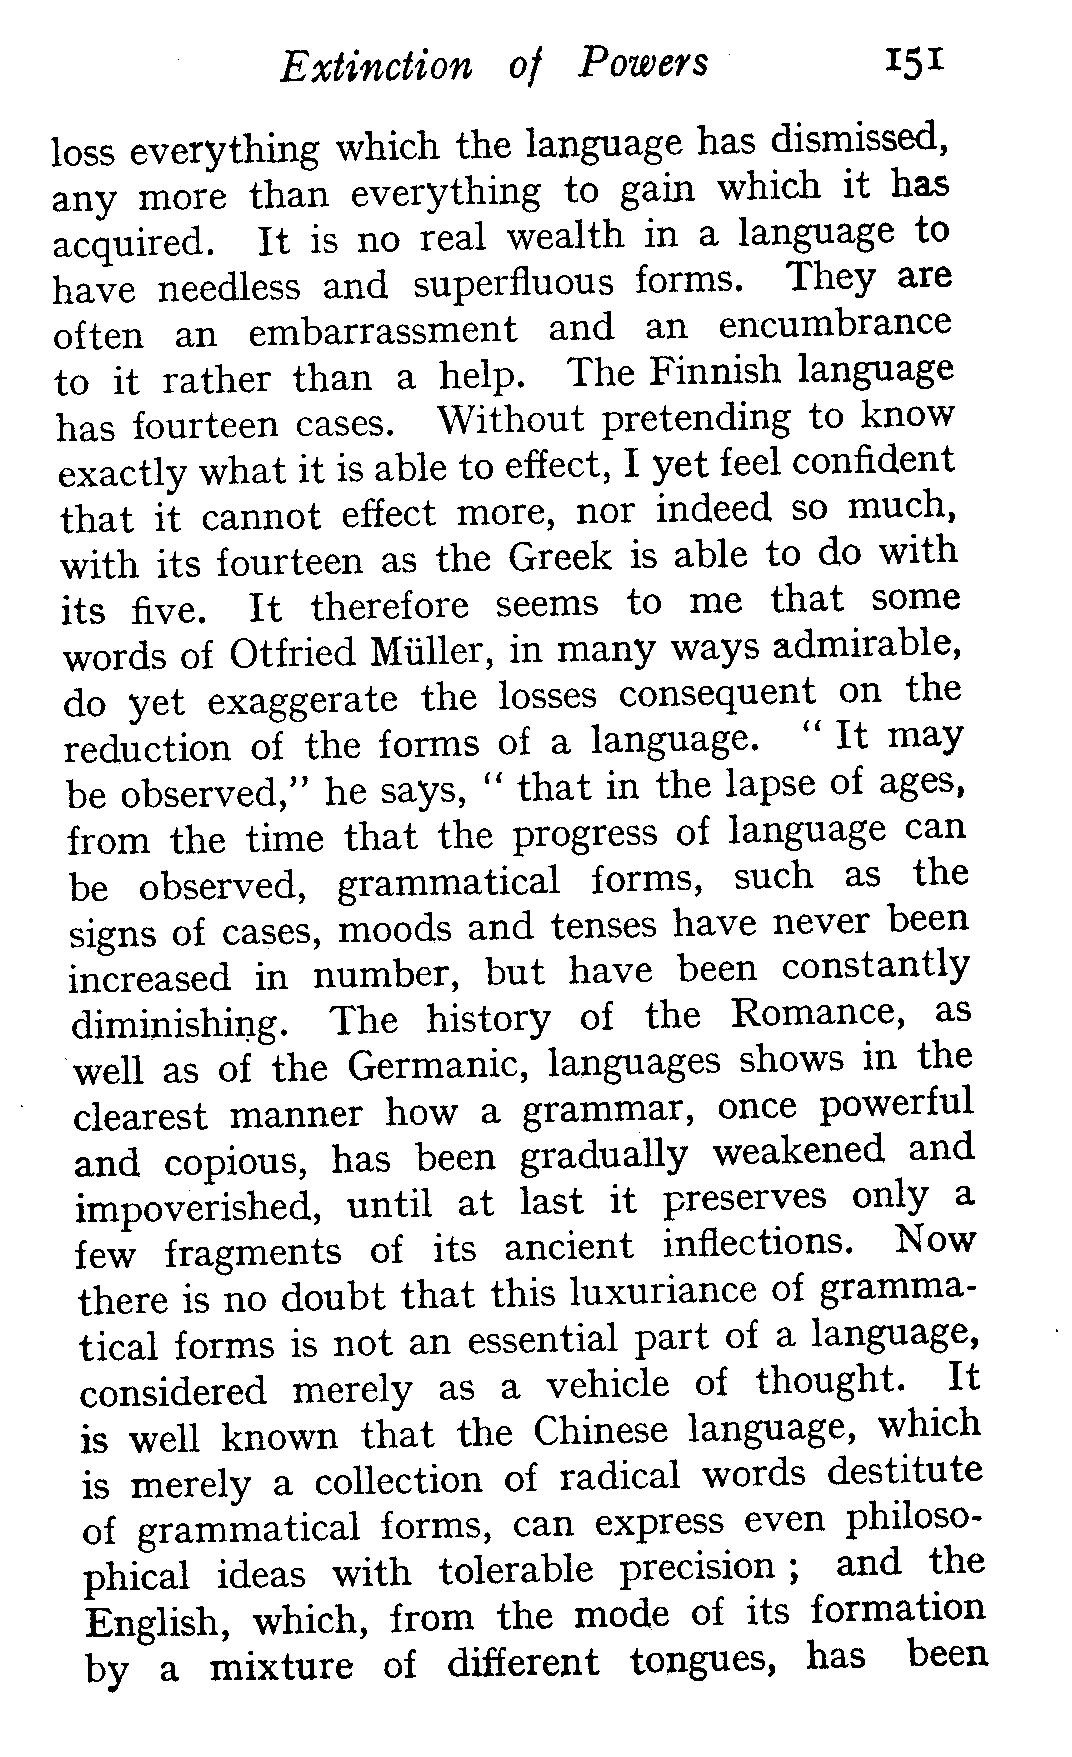 Extinction of Powers 151
loss everything which the language has dismissed,
any more than everything to gain which it has
acquired. It is no real wealth in a language to
have needless and superfluous forms. They are
often an embarrassment and an encumbrance
to it rather than a help. The Finnish language
has fourteen cases. Without pretending to know
exactly what it is able to effect, I yet feel confident
that it cannot effect more, nor indeed so much,
with its fourteen as the Greek is able to do with
its five. It therefore seems to me that some
words of Otfried Müller, in many ways admirable,
do yet exaggerate the losses consequent on the
reduction of the forms of a language. “ It may
be observed,” he says, “ that in the lapse of ages,
from the time that the progress of language can
be observed, grammatical forms, such as the
signs of cases, moods and tenses have never been
increased in number, but have been constantly
diminishing. The history of the Romance, as
well as of the Germanic, languages shows in the
clearest manner how a grammar, once powerful
and copious, has been gradually weakened and
impoverished, until at last it preserves only a
few fragments of its ancient inflections. Now
there is no doubt that this luxuriance of gramma-
tical forms is not an essential part of a language,
considered merely as a vehicle of thought. It
is well known that the Chinese language, which
is merely a collection of radical words destitute
of grammatical forms, can express even philoso-
phical ideas with tolerable precision ; and the
English, which, from the mode of its formation
by a mixture of different tongues, has been